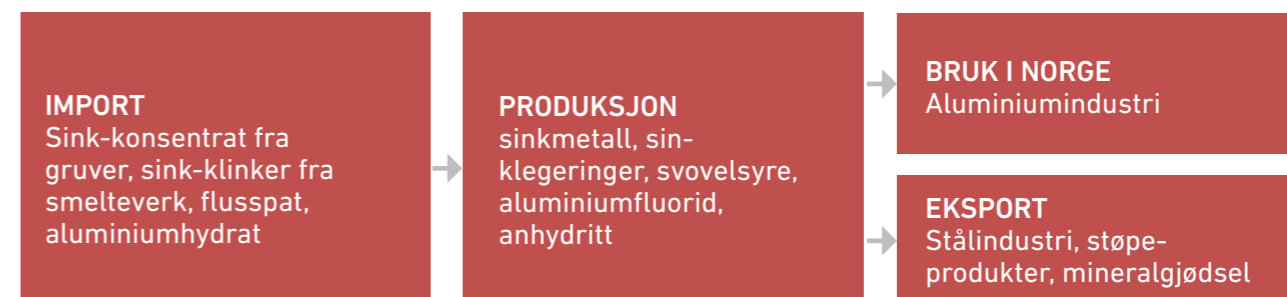 IMPORT
Sink-konsentrat fra
gruver, sink-klinker fra
smelteverk, flusspat,
aluminiumhydrat
PRODUKSJON
sinkmetall, sin-
klegeringer, svovelsyre,
aluminiumfluorid,
anhydritt
BRUK I NORGE
Aluminiumindustri
EKSPORT
Stålindustri, støpe-
produkter, mineralgjødsel